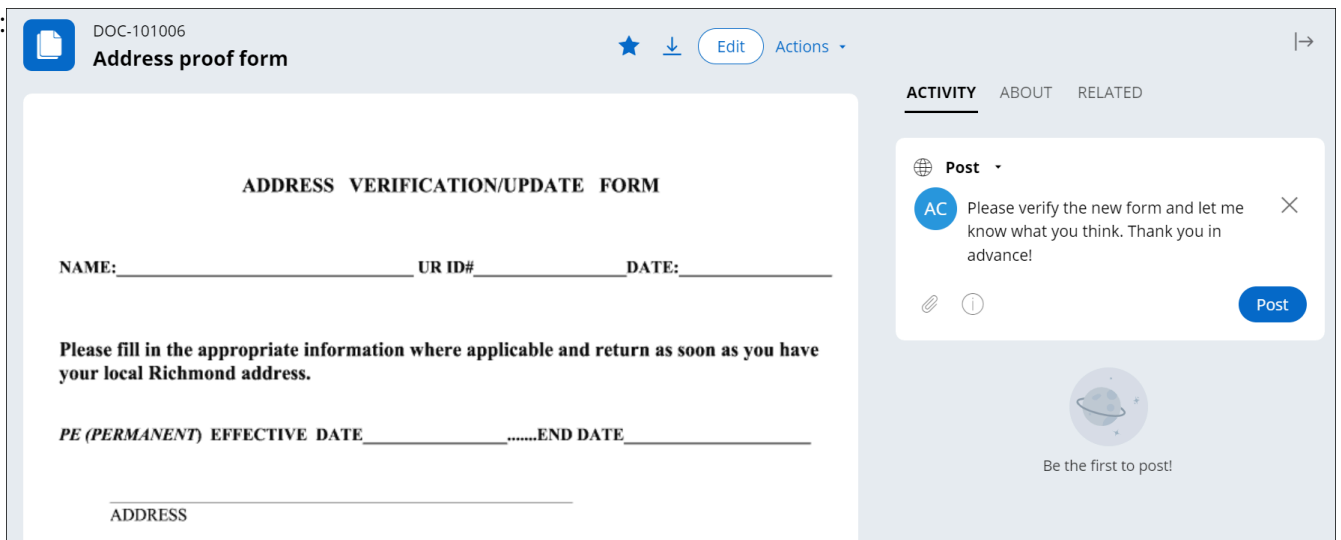 :
DOC-101006
Address proof form
Edit
Actions
ADDRESS VERIFICATION/UPDATE FORM
NAME:______________________________ UR ID#________________DATE:________________
Please fill in the appropriate information where applicable and return as soon as you have
your local Richmond address.
PE (PERMANENT) EFFECTIVE DATE_______________.......END DATE____________________
ADDRESS
ACTIVITY ABOUT RELATED
Post
AC
Please verify the new form and let me
know what you think. Thank you in
advance!
Post
Be the first to post!